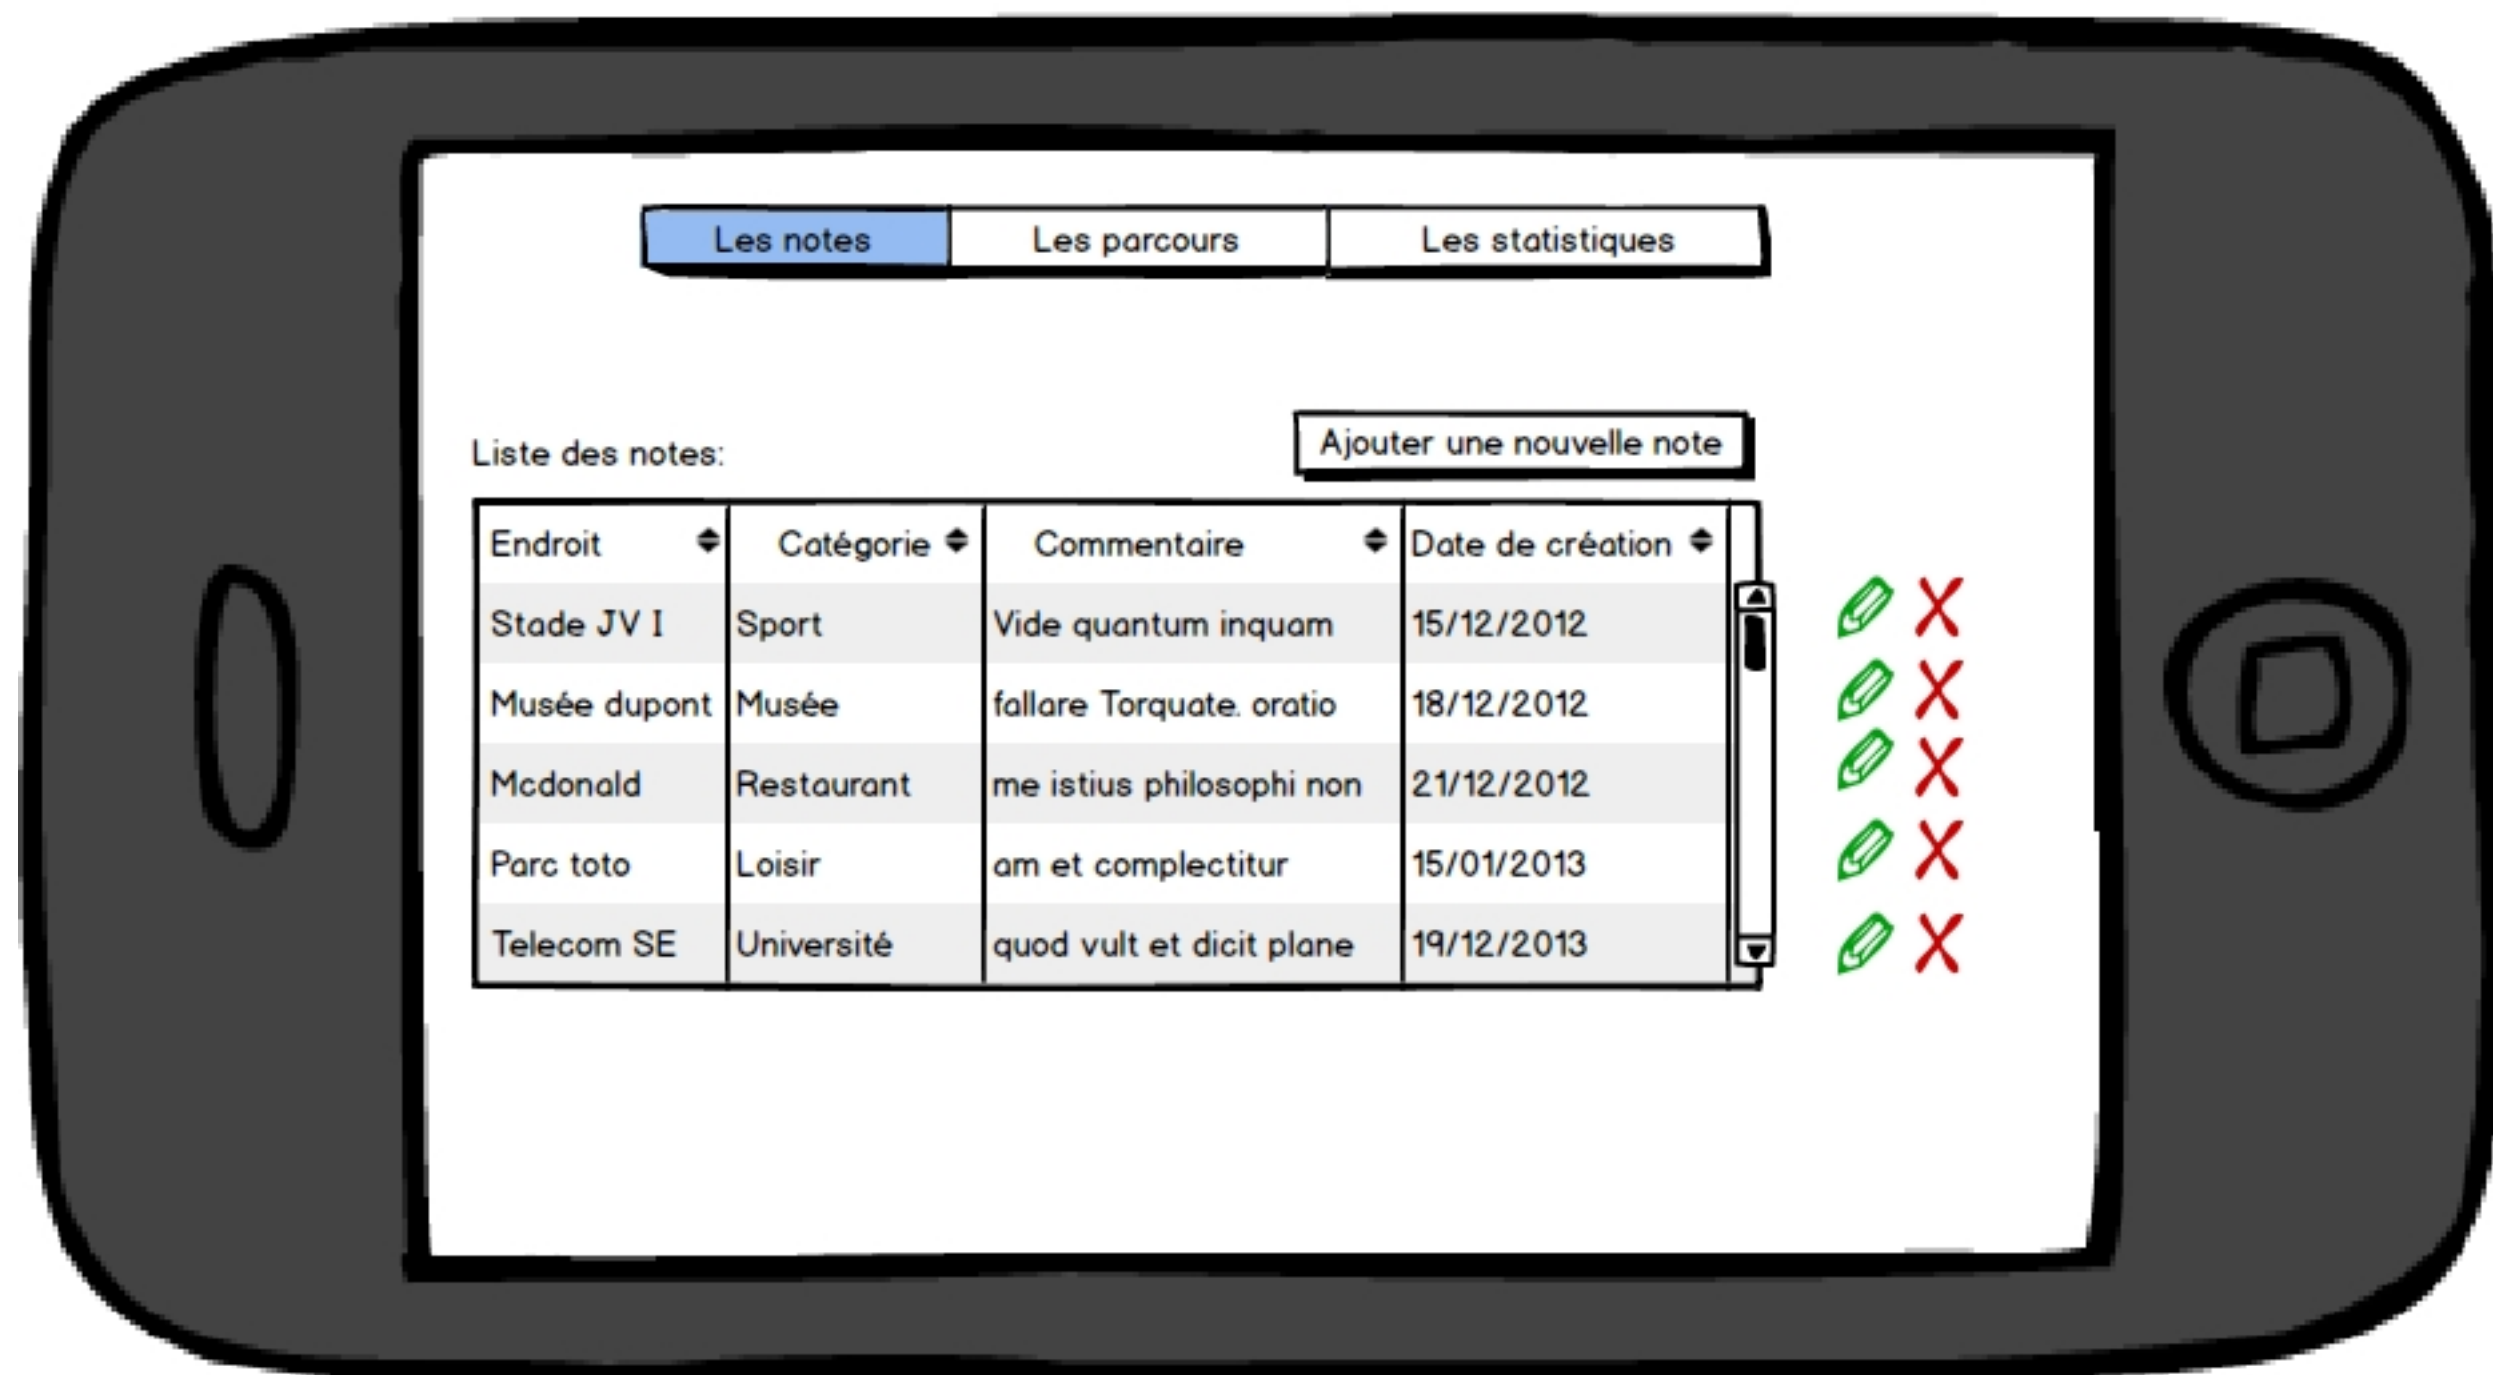 Les notes Les parcours Les statistiques
Ajouter une nouvelle note
Liste des notes:
Endroit Catégorie Commentaire Date de création
Stade JV I Sport Vide quantum inquam 15/12/2012
Musée dupont Musée fallare Torquate. oratio 18/12/2012
Mcdonald Restaurant me istius philosophi non 21/12/2012
Parc toto Loisir am et complectitur 15/01/2013
Telecom SE Université quod vult et dicit plane 19/12/2013